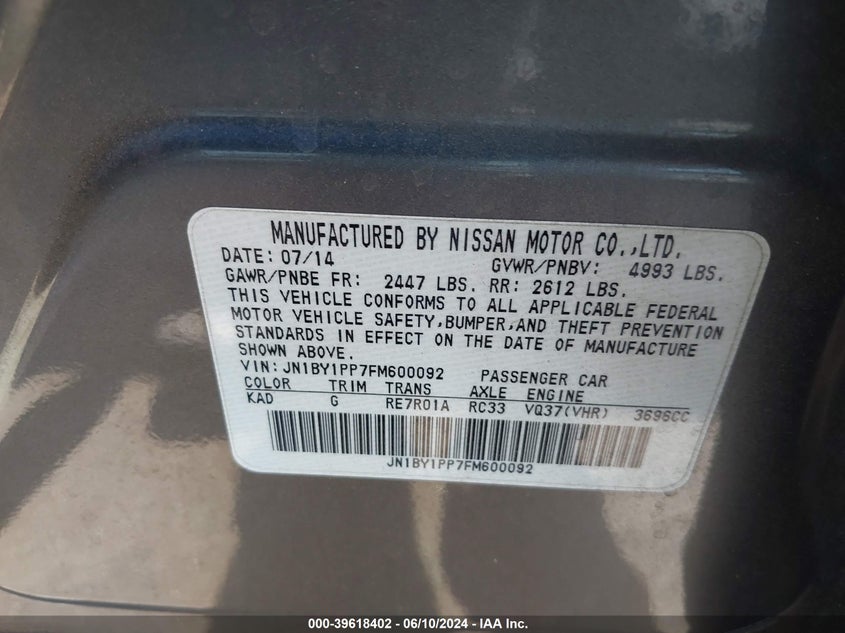 MANUFACTURED BY NISSAN MOTOR CO.,LTD.
DATE: 07/14 GVWR/PNBV: 4993 LBS.
GAWR/PNBE FR: 2447 LBS. RR: 2612 LBS.
THIS VEHICLE CONFORMS TO ALL APPLICABLE FEDERAL
MOTOR VEHICLE SAFETY,BUMPER,AND THEFT PREVENTION
STANDARDS IN EFFECT ON THE DATE OF MANUFACTURE
SHOWN ABOVE.
VIN: JN1BY1PP7FM600092 PASSENGER CAR
COLOR TRIM TRANS AXLE ENGINE
KAD G RE7R01A RC33 VQ37(VHR) 3696CC
JN1BY1PP7FM600092
000-39618402 - 06/10/2024 - IAA Inc.